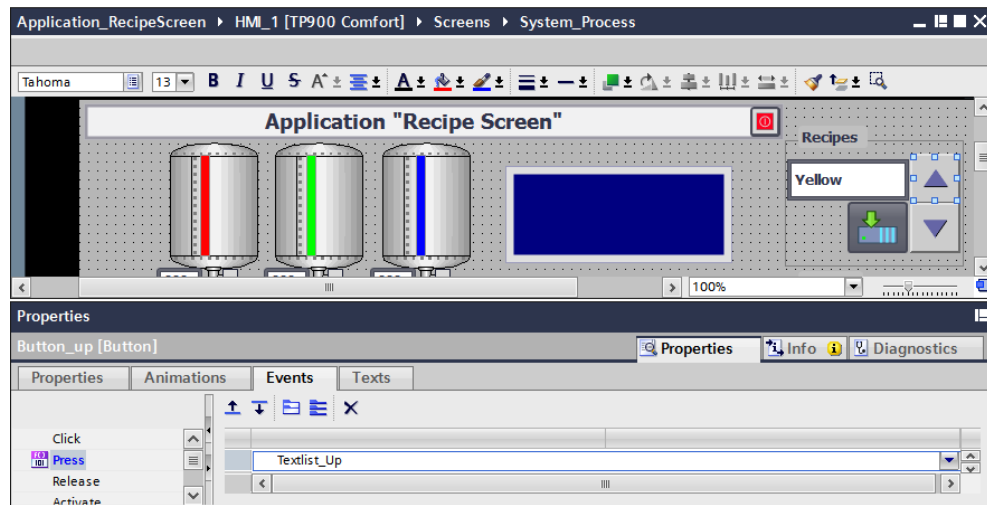 Application_RecipeScreen ▸ HMI_1 [TP900 Comfort] ▸ Screens ▸ System_Process
Tahoma 13 B I U S A A
Application "Recipe Screen"
Recipes
Yellow
100%
Properties
Button_up [Button]
Properties Info Diagnostics
Properties Animations Events Texts
Click
Press
Textlist_Up
Release
Activate